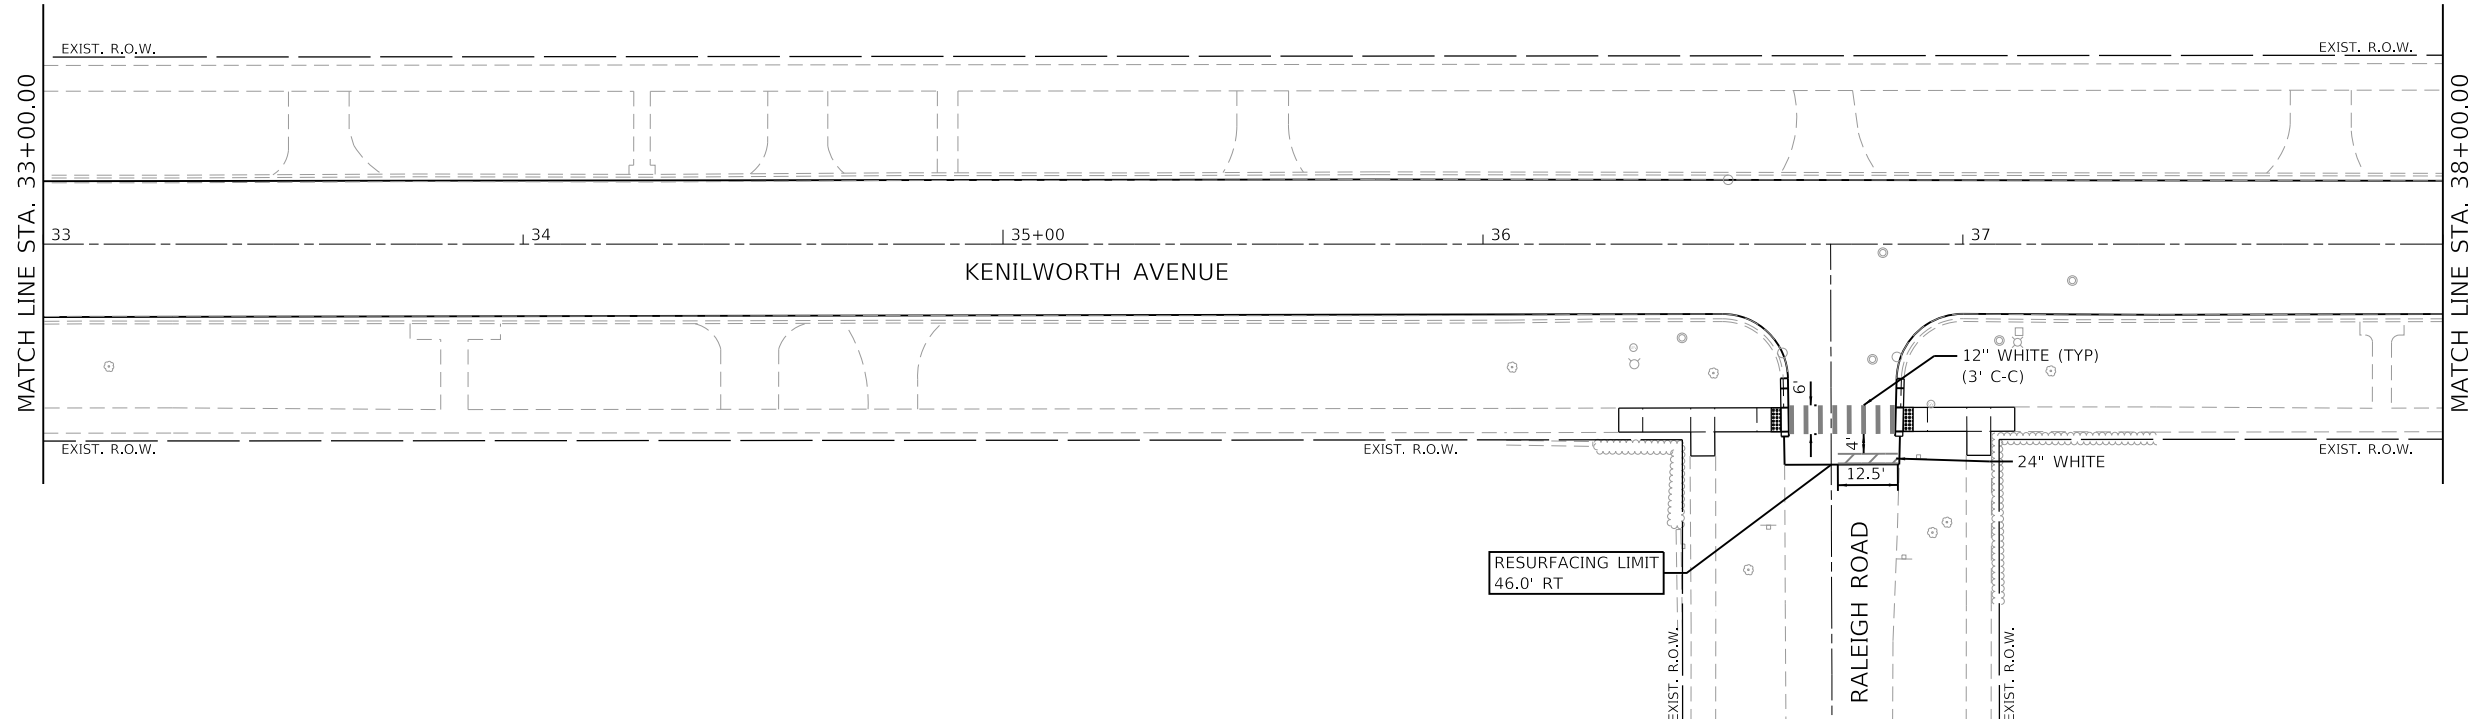 EXIST. R.O.W.
EXIST. R.O.W.
MATCH LINE STA. 33+00.00
MATCH LINE STA. 38+00.00
33
34
35+00
36
37
KENILWORTH AVENUE
12" WHITE (TYP)
(3' C-C)
6'
4'
EXIST. R.O.W.
EXIST. R.O.W.
EXIST. R.O.W.
24" WHITE
12.5'
RESURFACING LIMIT
46.0' RT
RALEIGH ROAD
EXIST. R.O.W.
EXIST. R.O.W.